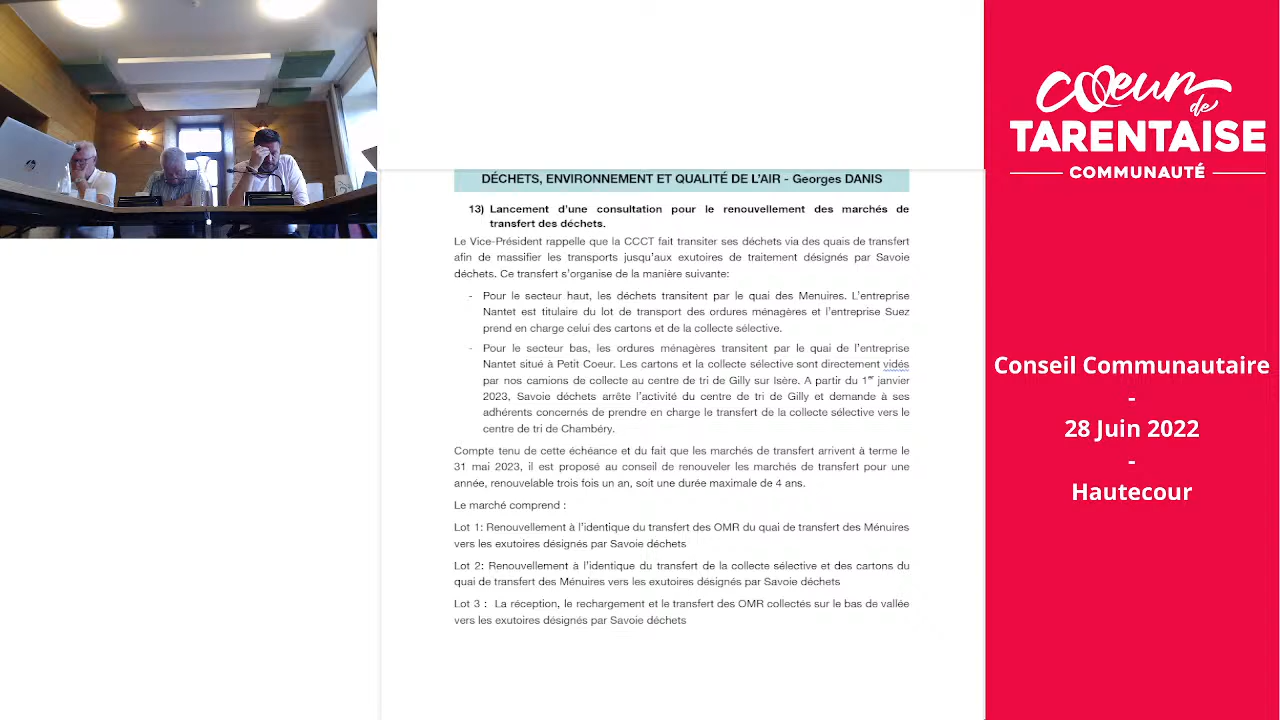 DÉCHETS, ENVIRONNEMENT ET QUALITÉ DE L'AIR - Georges DANIS
13) Lancement d'une consultation pour le renouvellement des marchés de
transfert des déchets.
Le Vice-Président rappelle que la CCCT fait transiter ses déchets via des quais de transfert
afin de massifier les transports jusqu'aux exutoires de traitement désignés par Savoie
déchets. Ce transfert s'organise de la manière suivante:
- Pour le secteur haut, les déchets transitent par le quai des Menuires. L'entreprise
Nantet est titulaire du lot de transport des ordures ménagères et l'entreprise Suez
prend en charge celui des cartons et de la collecte sélective.
- Pour le secteur bas, les ordures ménagères transitent par le quai de l'entreprise
Nantet situé à Petit Coeur. Les cartons et la collecte sélective sont directement vidés
par nos camions de collecte au centre de tri de Gilly sur Isère. A partir du 1er janvier
2023, Savoie déchets arrête l'activité du centre de tri de Gilly et demande à ses
adhérents concernés de prendre en charge le transfert de la collecte sélective vers le
centre de tri de Chambéry.
Compte tenu de cette échéance et du fait que les marchés de transfert arrivent à terme le
31 mai 2023, il est proposé au conseil de renouveler les marchés de transfert pour une
année, renouvelable trois fois un an, soit une durée maximale de 4 ans.
Le marché comprend :
Lot 1: Renouvellement à l'identique du transfert des OMR du quai de transfert des Ménuires
vers les exutoires désignés par Savoie déchets
Lot 2: Renouvellement à l'identique du transfert de la collecte sélective et des cartons du
quai de transfert des Ménuires vers les exutoires désignés par Savoie déchets
Lot 3 : La réception, le rechargement et le transfert des OMR collectés sur le bas de vallée
vers les exutoires désignés par Savoie déchets
Cœur
de
TARENTAISE
COMMUNAUTÉ
Conseil Communautaire
-
28 Juin 2022
-
Hautecour